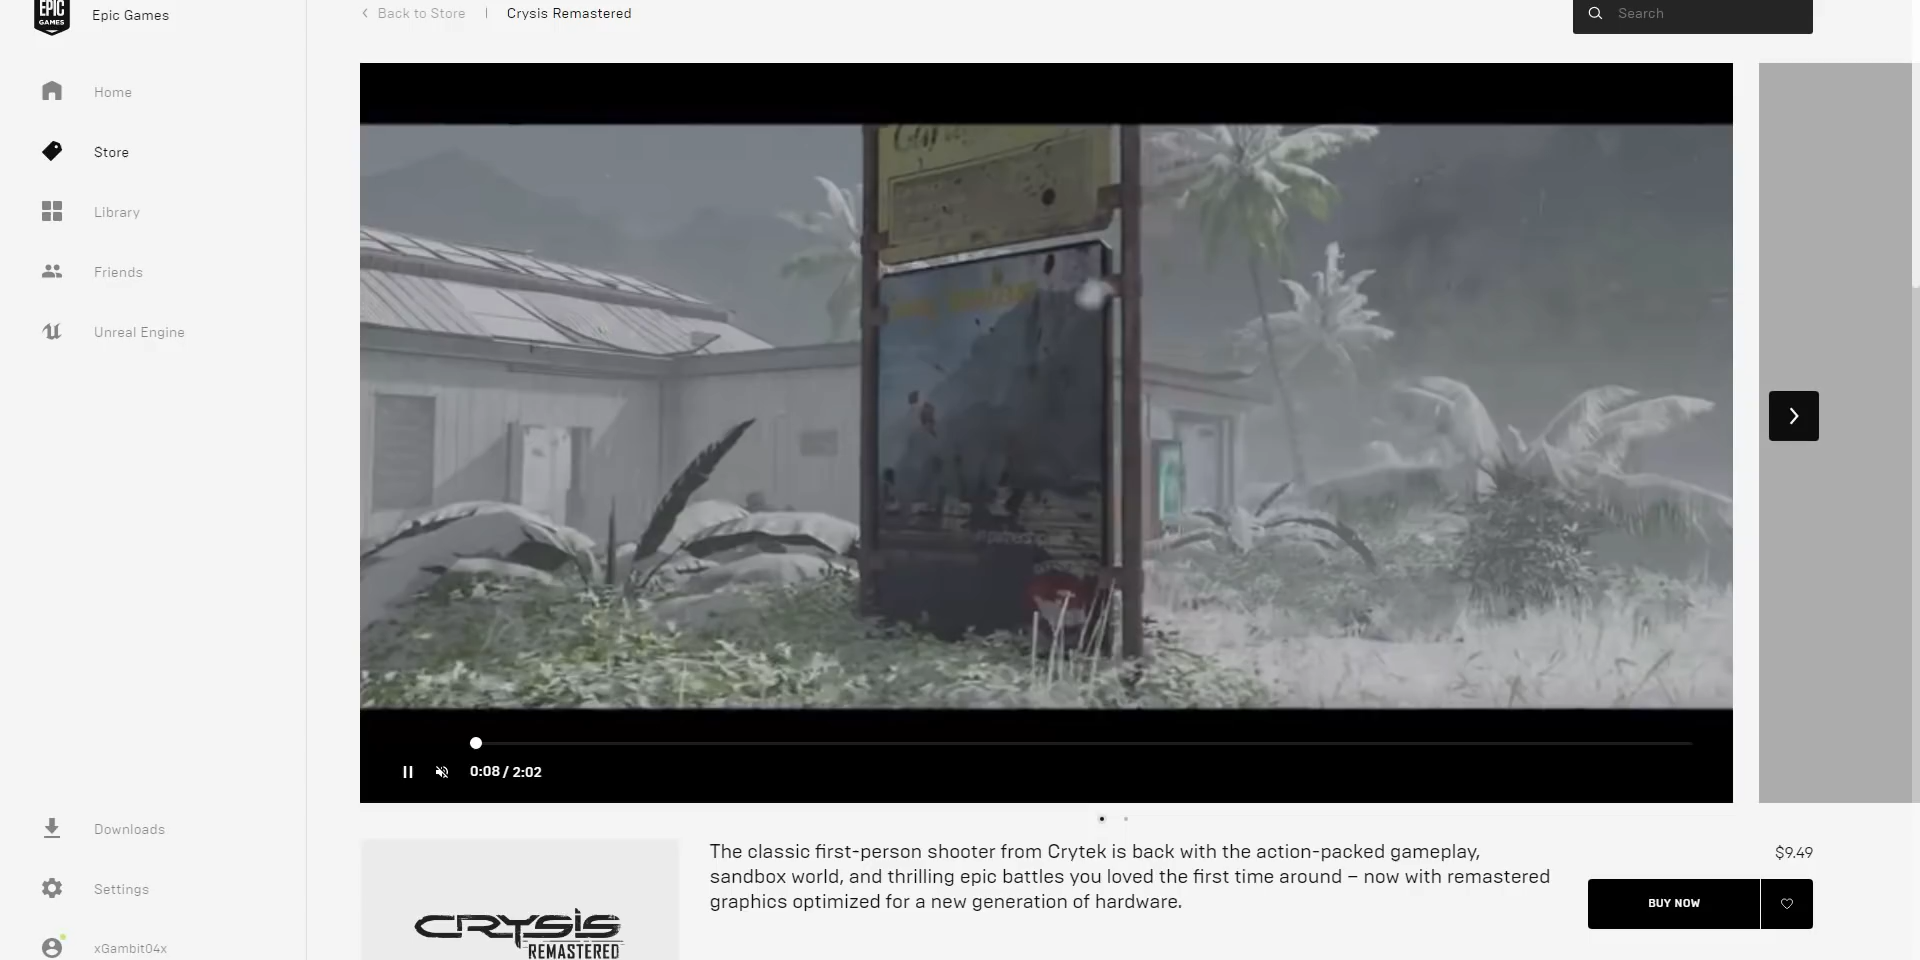 EPIC
GAMES
Epic Games
Back to Store
Crysis Remastered
Search
Home
Store
Library
Friends
Unreal Engine
0:08 / 2:02
The classic first-person shooter from Crytek is back with the action-packed gameplay,
sandbox world, and thrilling epic battles you loved the first time around – now with remastered
graphics optimized for a new generation of hardware.
$9.49
BUY NOW
CRYSIS
REMASTERED
Downloads
Settings
xGambit04x